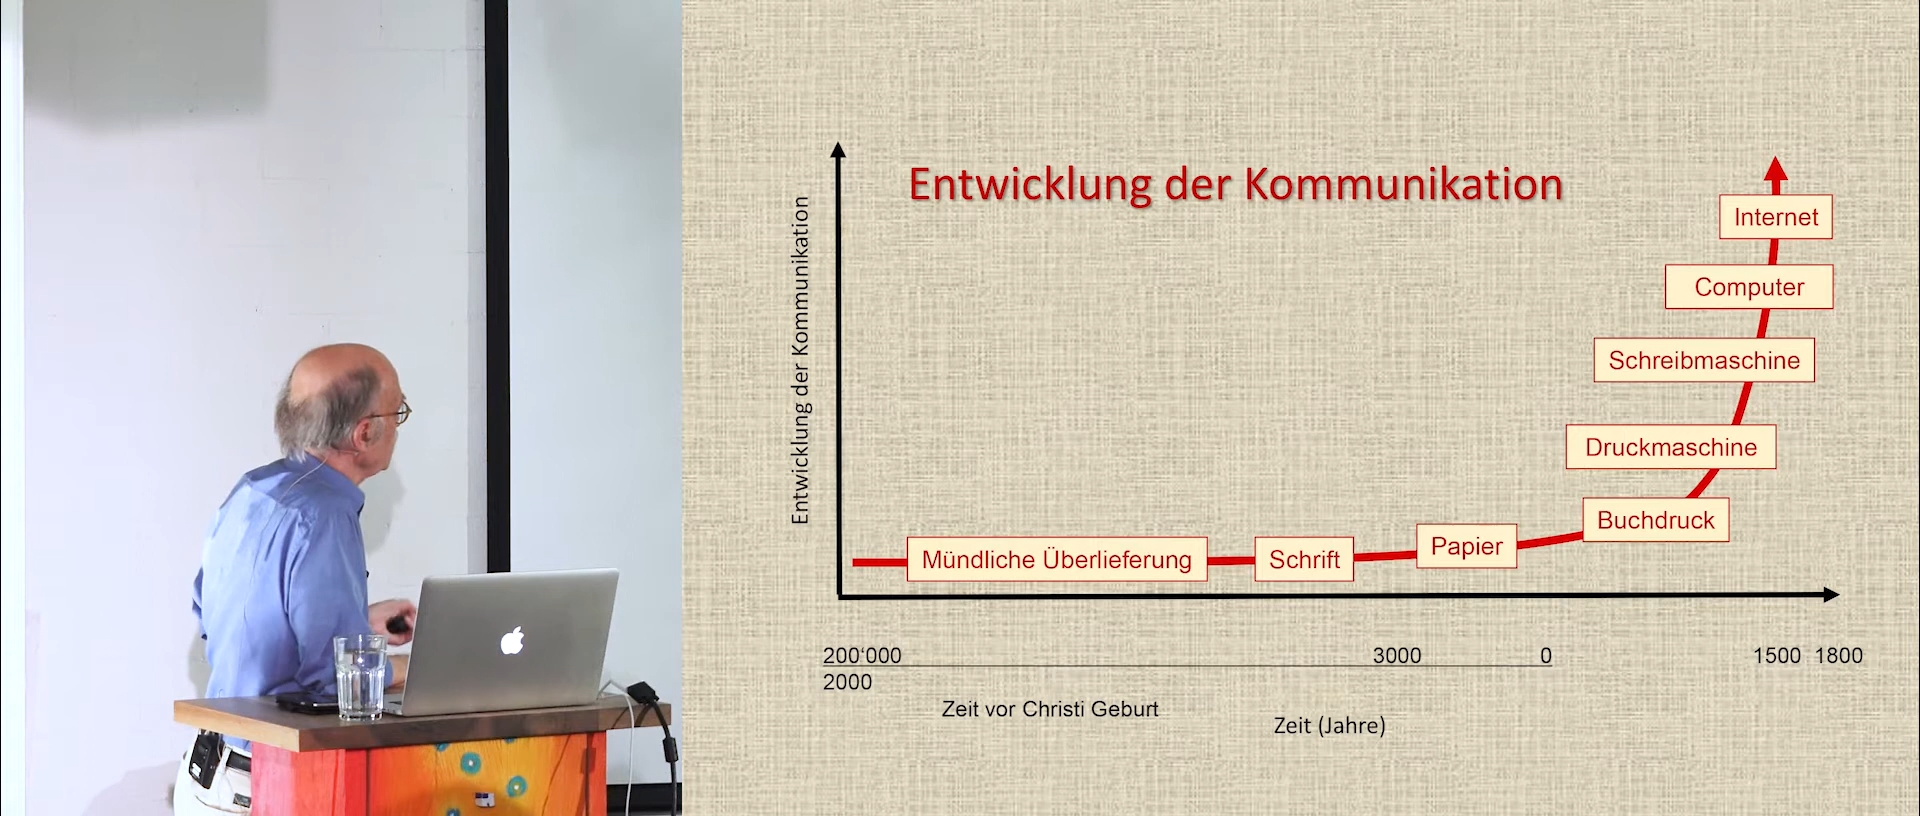 Entwicklung der Kommunikation
Entwicklung der Kommunikation
Internet
Computer
Schreibmaschine
Druckmaschine
Buchdruck
Papier
Schrift
Mündliche Überlieferung
200‘000 3000 0 1500 1800
2000
Zeit vor Christi Geburt
Zeit (Jahre)